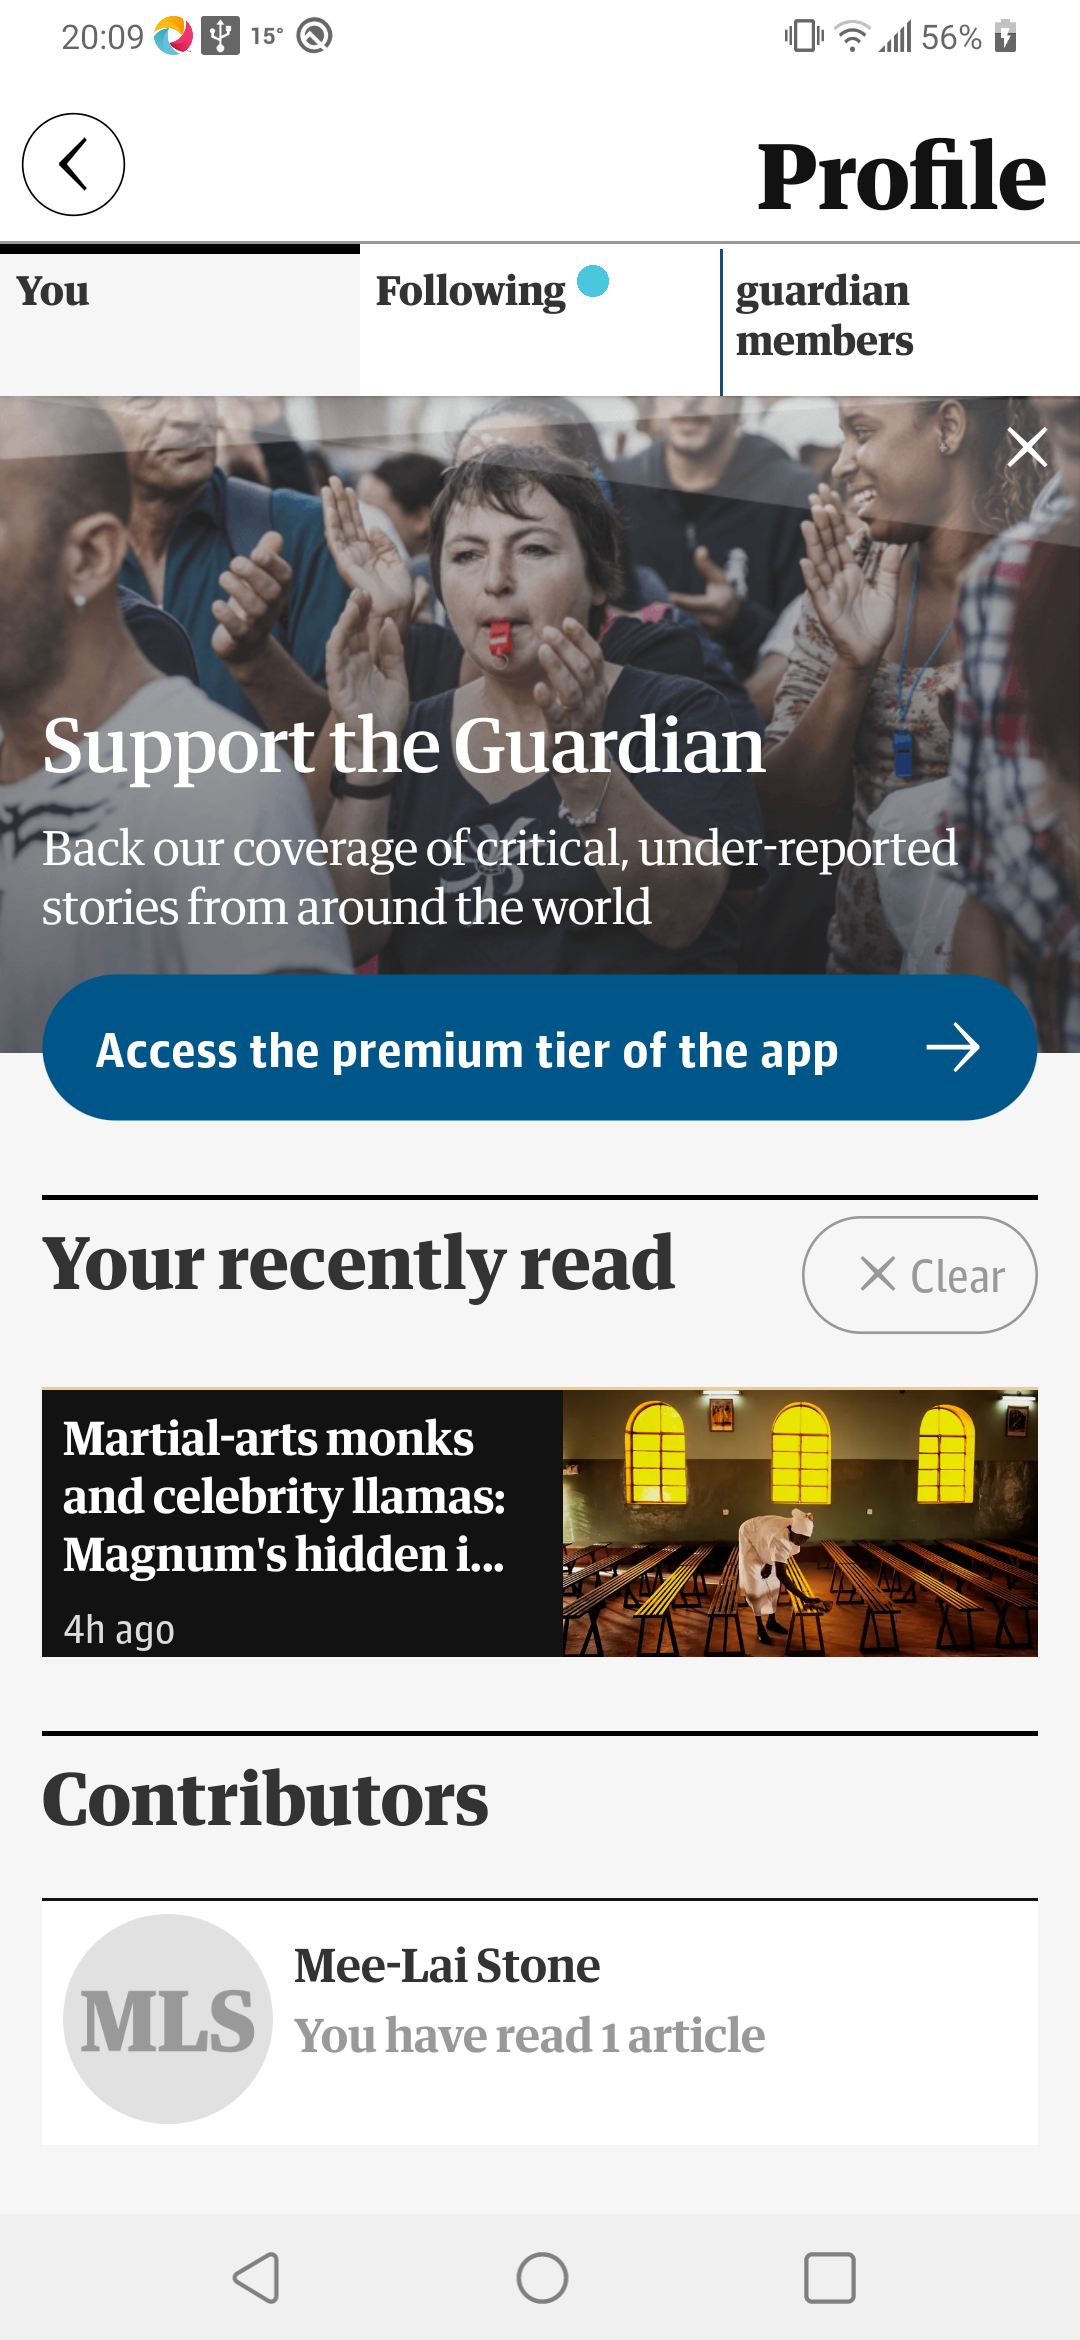 20:09 15° 56%
Profile
You
Following
guardian
members
Support the Guardian
Back our coverage of critical, under-reported
stories from around the world
Access the premium tier of the app
Your recently read
Clear
Martial-arts monks
and celebrity llamas:
Magnum's hidden i...
4h ago
Contributors
MLS
Mee-Lai Stone
You have read 1 article